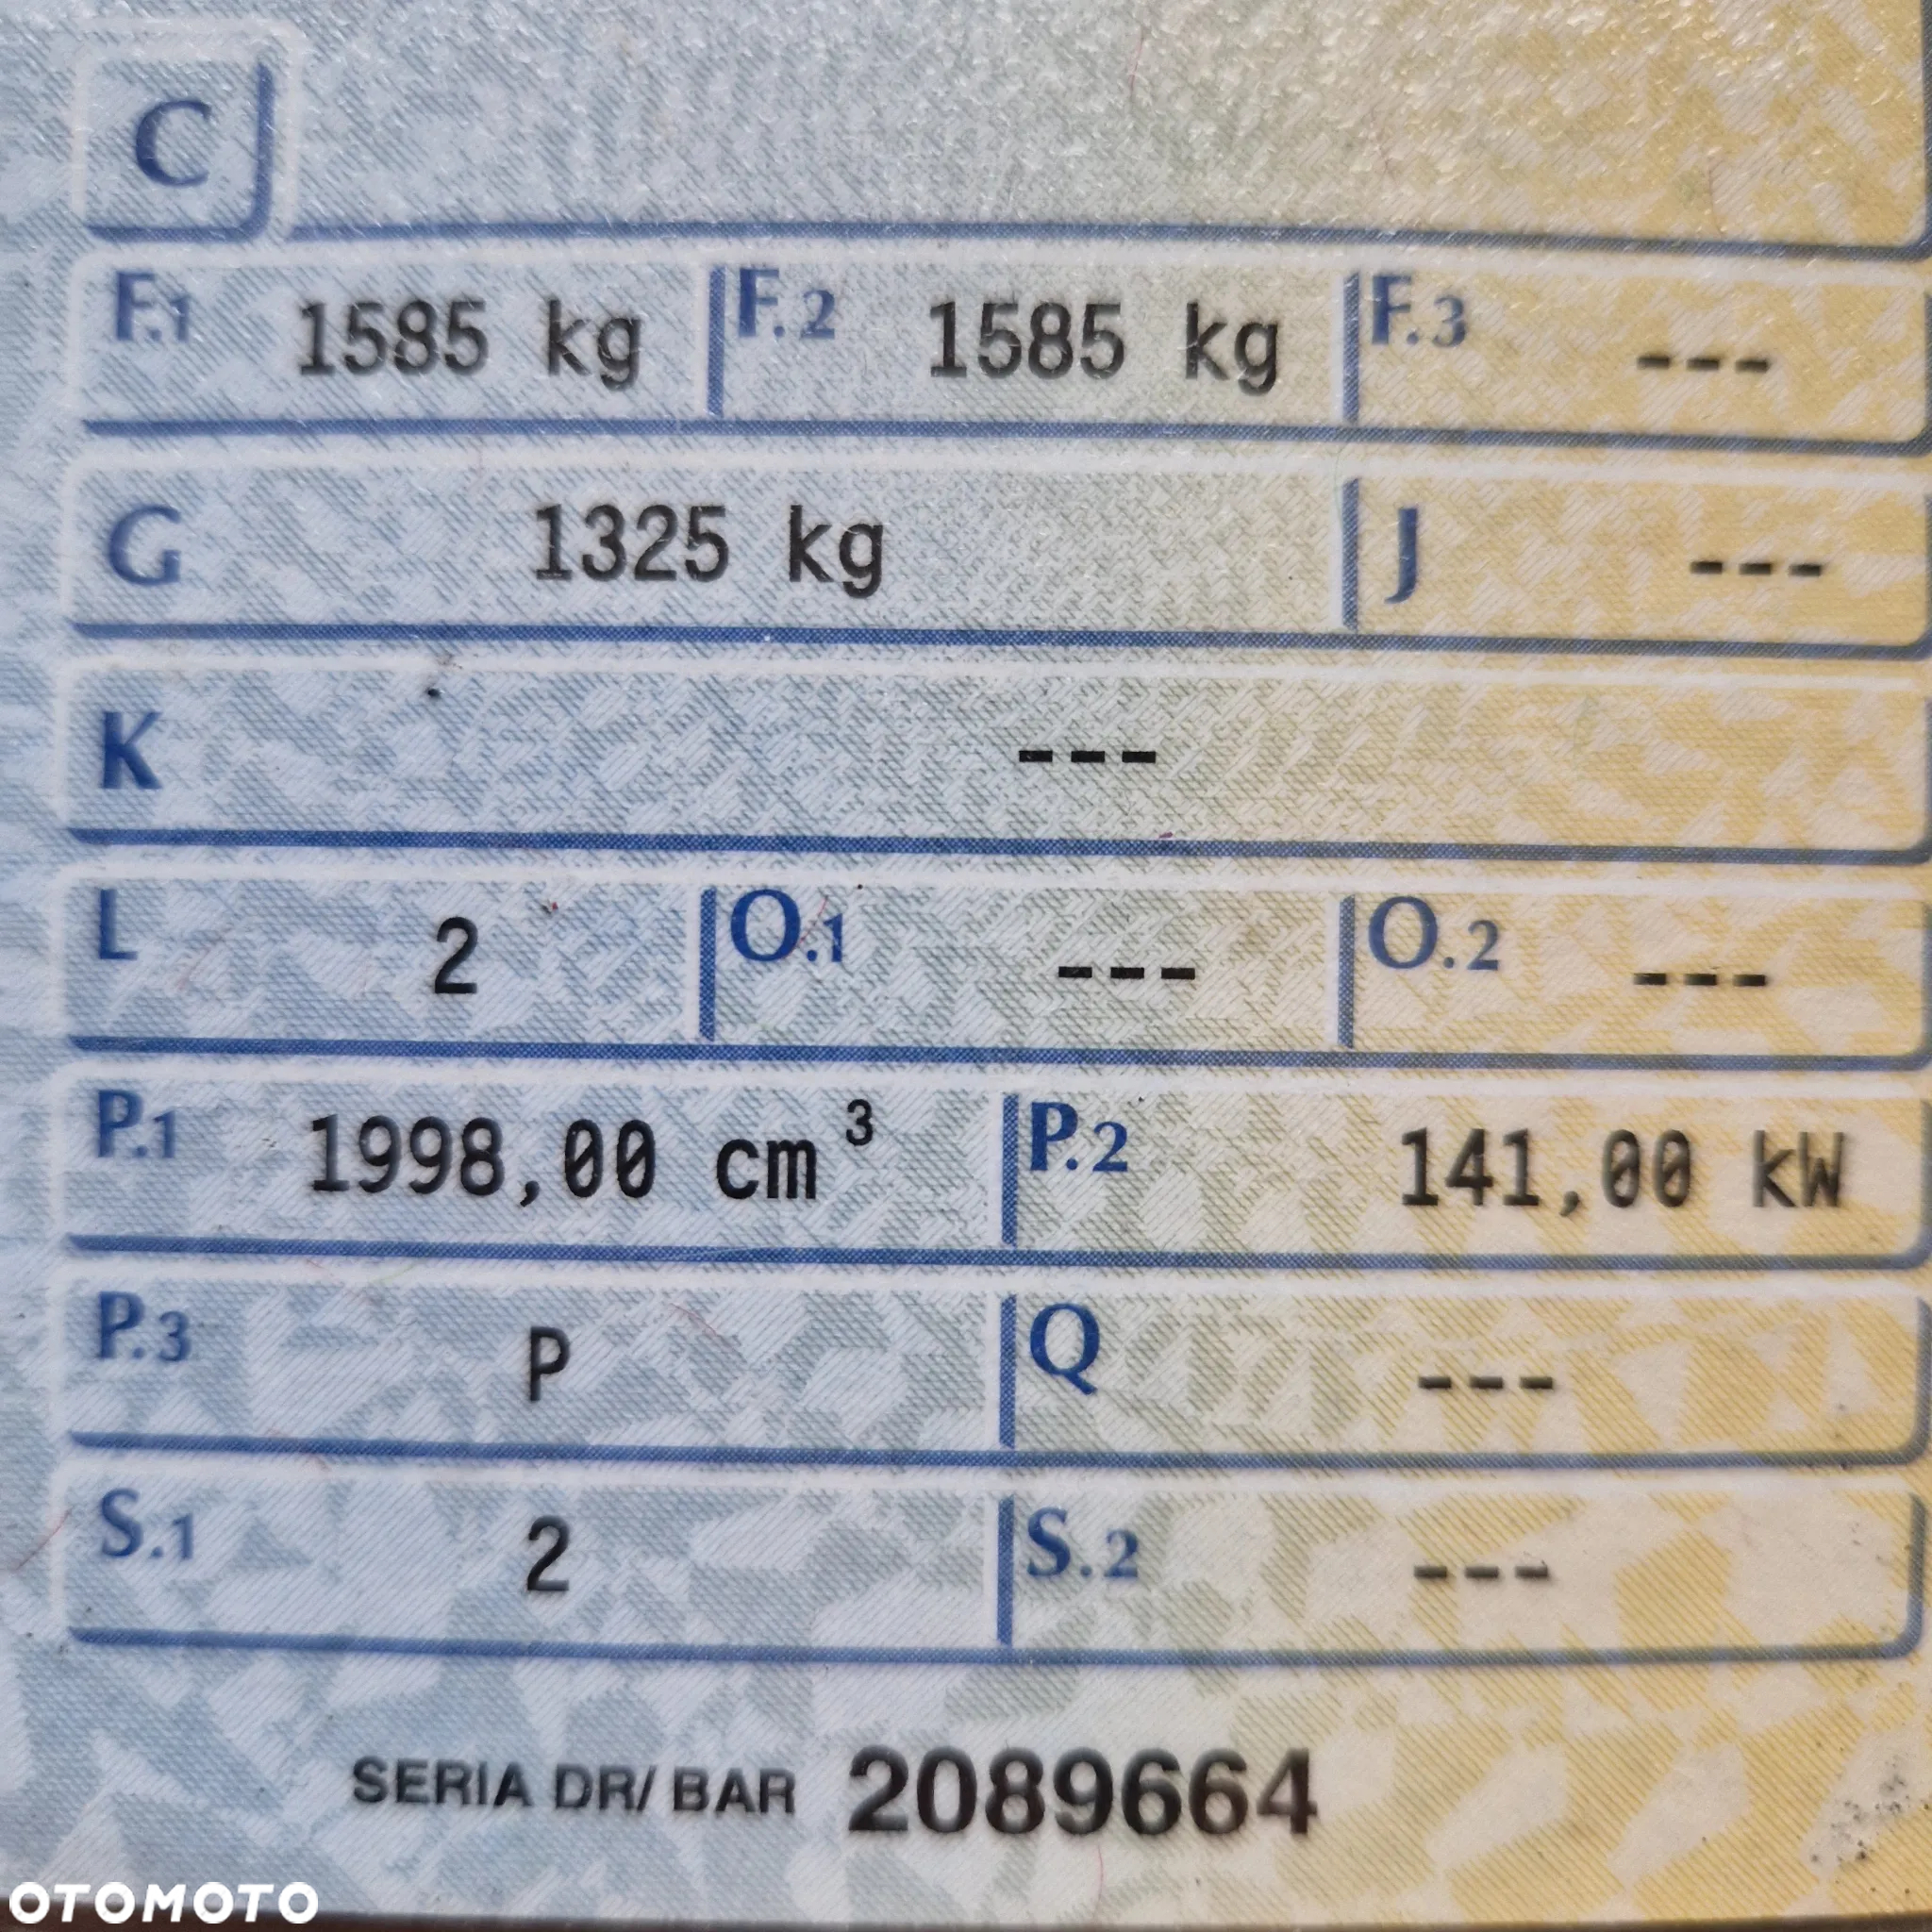 C
F.1 1585 kg F.2 1585 kg F.3 ---
G 1325 kg J ---
K ---
L 2 O.1 --- O.2 ---
P.1 1998,00 cm³ P.2 141,00 kW
P.3 P Q ---
S.1 2 S.2 ---
SERIA DR/ BAR 2089664
OTOMOTO